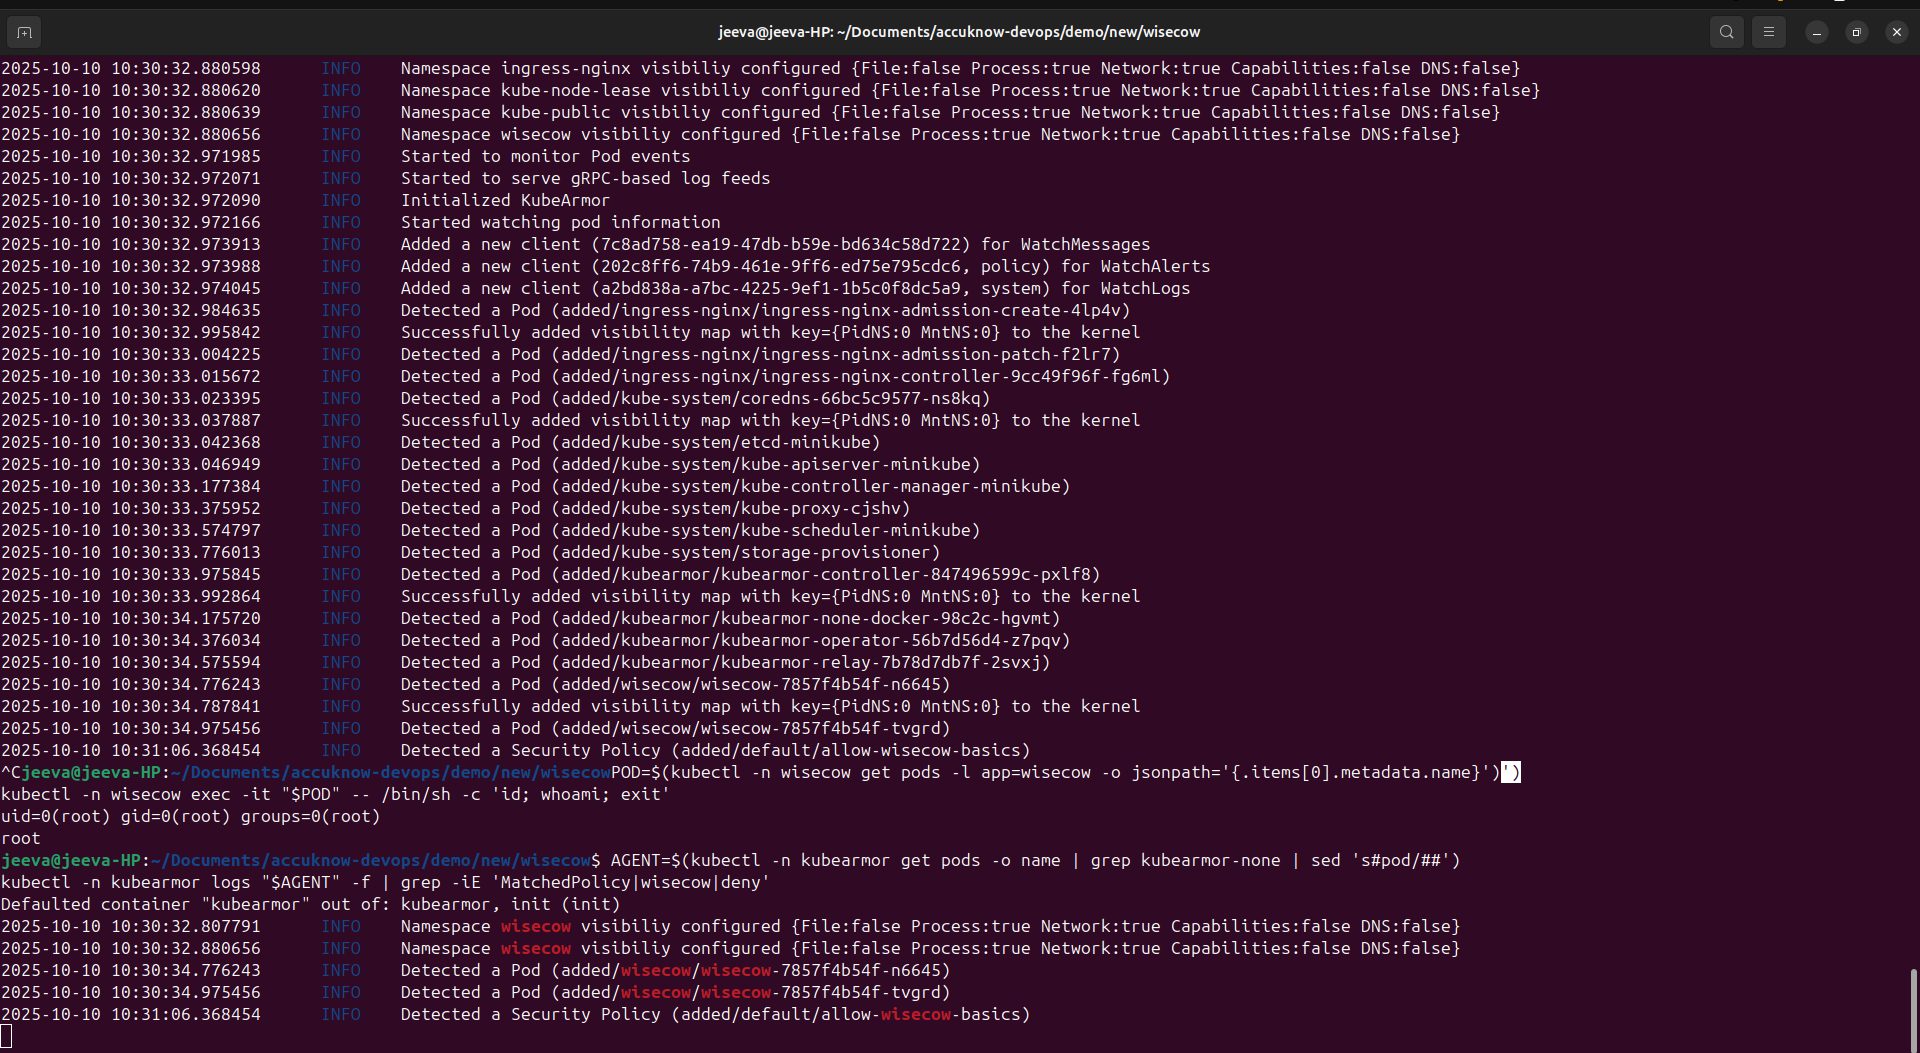 jeeva@jeeva-HP: ~/Documents/accuknow-devops/demo/new/wisecow
2025-10-10 10:30:32.880598      INFO    Namespace ingress-nginx visibiliy configured {File:false Process:true Network:true Capabilities:false DNS:false}
2025-10-10 10:30:32.880620      INFO    Namespace kube-node-lease visibiliy configured {File:false Process:true Network:true Capabilities:false DNS:false}
2025-10-10 10:30:32.880639      INFO    Namespace kube-public visibiliy configured {File:false Process:true Network:true Capabilities:false DNS:false}
2025-10-10 10:30:32.880656      INFO    Namespace wisecow visibiliy configured {File:false Process:true Network:true Capabilities:false DNS:false}
2025-10-10 10:30:32.971985      INFO    Started to monitor Pod events
2025-10-10 10:30:32.972071      INFO    Started to serve gRPC-based log feeds
2025-10-10 10:30:32.972090      INFO    Initialized KubeArmor
2025-10-10 10:30:32.972166      INFO    Started watching pod information
2025-10-10 10:30:32.973913      INFO    Added a new client (7c8ad758-ea19-47db-b59e-bd634c58d722) for WatchMessages
2025-10-10 10:30:32.973988      INFO    Added a new client (202c8ff6-74b9-461e-9ff6-ed75e795cdc6, policy) for WatchAlerts
2025-10-10 10:30:32.974045      INFO    Added a new client (a2bd838a-a7bc-4225-9ef1-1b5c0f8dc5a9, system) for WatchLogs
2025-10-10 10:30:32.984635      INFO    Detected a Pod (added/ingress-nginx/ingress-nginx-admission-create-4lp4v)
2025-10-10 10:30:32.995842      INFO    Successfully added visibility map with key={PidNS:0 MntNS:0} to the kernel
2025-10-10 10:30:33.004225      INFO    Detected a Pod (added/ingress-nginx/ingress-nginx-admission-patch-f2lr7)
2025-10-10 10:30:33.015672      INFO    Detected a Pod (added/ingress-nginx/ingress-nginx-controller-9cc49f96f-fg6ml)
2025-10-10 10:30:33.023395      INFO    Detected a Pod (added/kube-system/coredns-66bc5c9577-ns8kq)
2025-10-10 10:30:33.037887      INFO    Successfully added visibility map with key={PidNS:0 MntNS:0} to the kernel
2025-10-10 10:30:33.042368      INFO    Detected a Pod (added/kube-system/etcd-minikube)
2025-10-10 10:30:33.046949      INFO    Detected a Pod (added/kube-system/kube-apiserver-minikube)
2025-10-10 10:30:33.177384      INFO    Detected a Pod (added/kube-system/kube-controller-manager-minikube)
2025-10-10 10:30:33.375952      INFO    Detected a Pod (added/kube-system/kube-proxy-cjshv)
2025-10-10 10:30:33.574797      INFO    Detected a Pod (added/kube-system/kube-scheduler-minikube)
2025-10-10 10:30:33.776013      INFO    Detected a Pod (added/kube-system/storage-provisioner)
2025-10-10 10:30:33.975845      INFO    Detected a Pod (added/kubearmor/kubearmor-controller-847496599c-pxlf8)
2025-10-10 10:30:33.992864      INFO    Successfully added visibility map with key={PidNS:0 MntNS:0} to the kernel
2025-10-10 10:30:34.175720      INFO    Detected a Pod (added/kubearmor/kubearmor-none-docker-98c2c-hgvmt)
2025-10-10 10:30:34.376034      INFO    Detected a Pod (added/kubearmor/kubearmor-operator-56b7d56d4-z7pqv)
2025-10-10 10:30:34.575594      INFO    Detected a Pod (added/kubearmor/kubearmor-relay-7b78d7db7f-2svxj)
2025-10-10 10:30:34.776243      INFO    Detected a Pod (added/wisecow/wisecow-7857f4b54f-n6645)
2025-10-10 10:30:34.787841      INFO    Successfully added visibility map with key={PidNS:0 MntNS:0} to the kernel
2025-10-10 10:30:34.975456      INFO    Detected a Pod (added/wisecow/wisecow-7857f4b54f-tvgrd)
2025-10-10 10:31:06.368454      INFO    Detected a Security Policy (added/default/allow-wisecow-basics)
^Cjeeva@jeeva-HP:~/Documents/accuknow-devops/demo/new/wisecowPOD=$(kubectl -n wisecow get pods -l app=wisecow -o jsonpath='{.items[0].metadata.name}')')
kubectl -n wisecow exec -it "$POD" -- /bin/sh -c 'id; whoami; exit'
uid=0(root) gid=0(root) groups=0(root)
root
jeeva@jeeva-HP:~/Documents/accuknow-devops/demo/new/wisecow$ AGENT=$(kubectl -n kubearmor get pods -o name | grep kubearmor-none | sed 's#pod/##')
kubectl -n kubearmor logs "$AGENT" -f | grep -iE 'MatchedPolicy|wisecow|deny'
Defaulted container "kubearmor" out of: kubearmor, init (init)
2025-10-10 10:30:32.807791      INFO    Namespace wisecow visibiliy configured {File:false Process:true Network:true Capabilities:false DNS:false}
2025-10-10 10:30:32.880656      INFO    Namespace wisecow visibiliy configured {File:false Process:true Network:true Capabilities:false DNS:false}
2025-10-10 10:30:34.776243      INFO    Detected a Pod (added/wisecow/wisecow-7857f4b54f-n6645)
2025-10-10 10:30:34.975456      INFO    Detected a Pod (added/wisecow/wisecow-7857f4b54f-tvgrd)
2025-10-10 10:31:06.368454      INFO    Detected a Security Policy (added/default/allow-wisecow-basics)